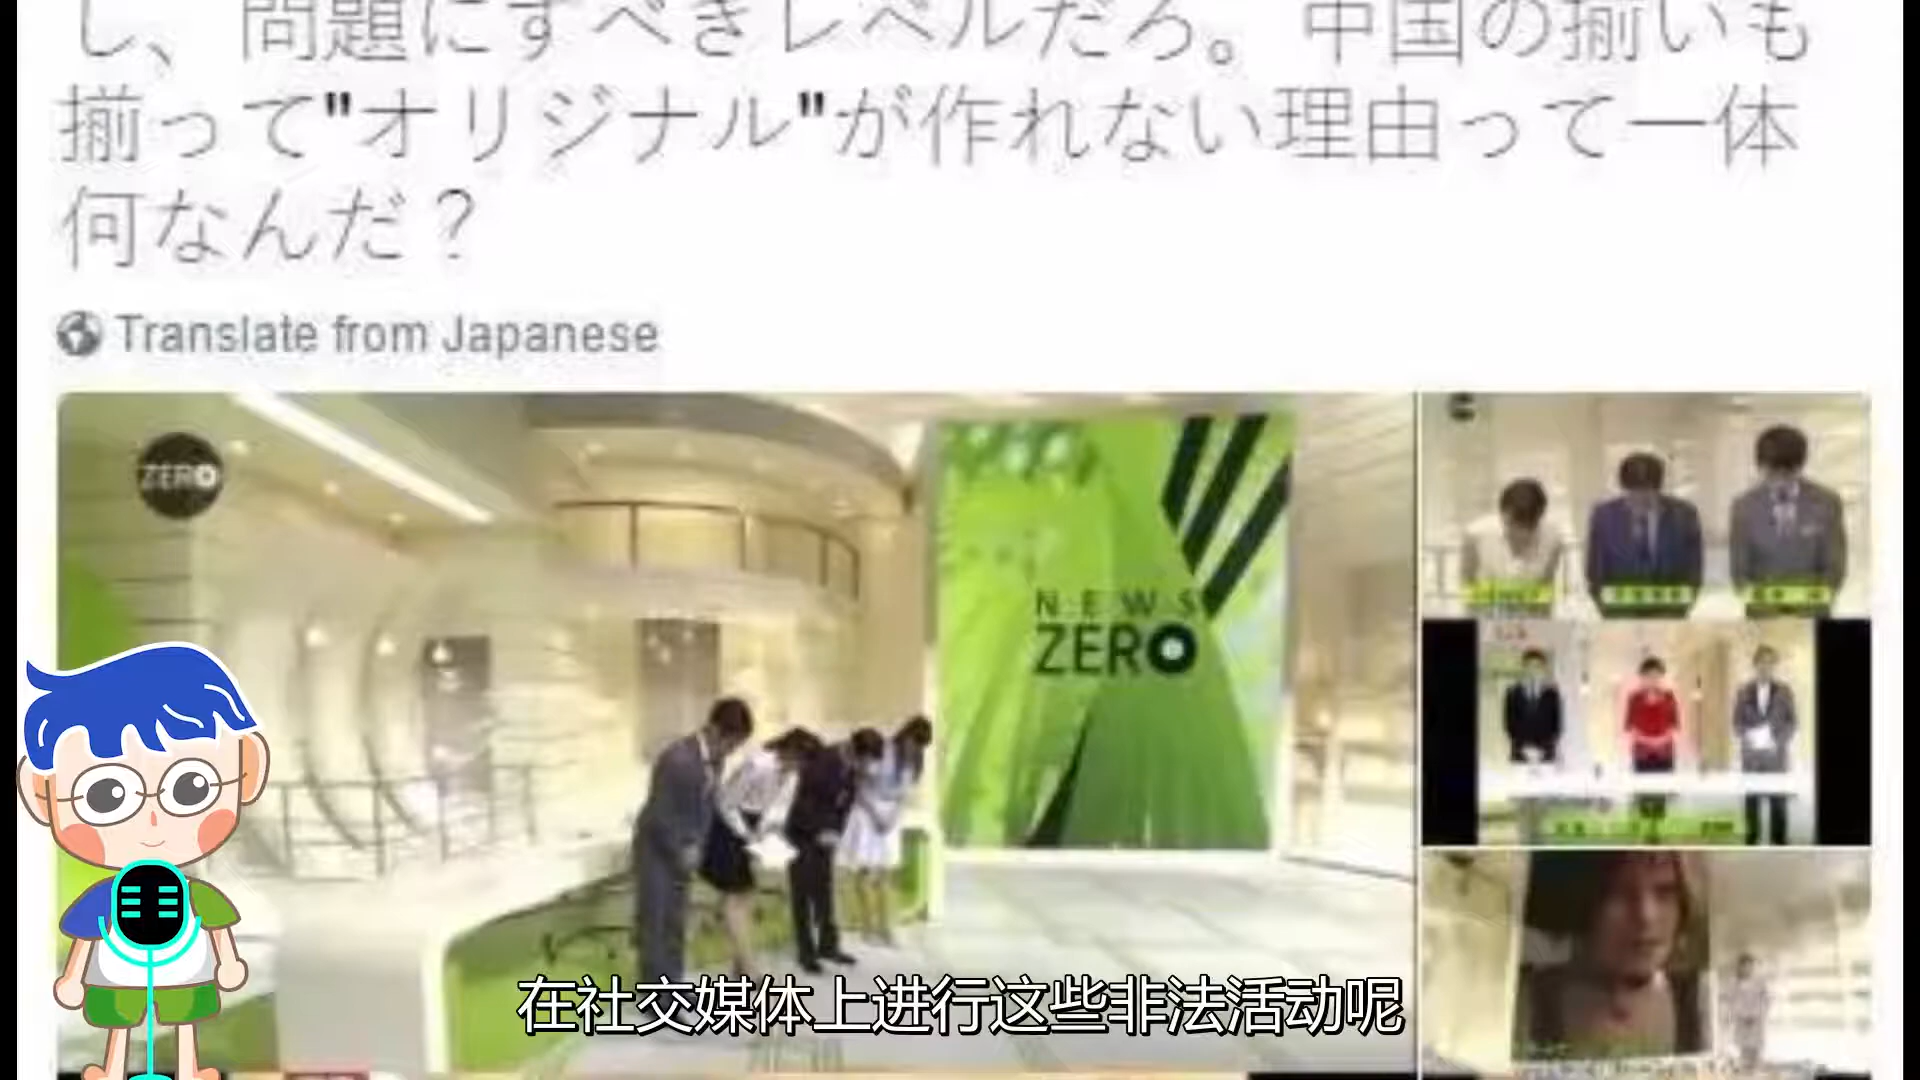 し、問題にすべきレベルだろ。中国の揃いも
揃って"オリジナル"が作れない理由って一体
何なんだ？
Translate from Japanese
ZERO
NEWS
ZERO
在社交媒体上进行这些非法活动呢